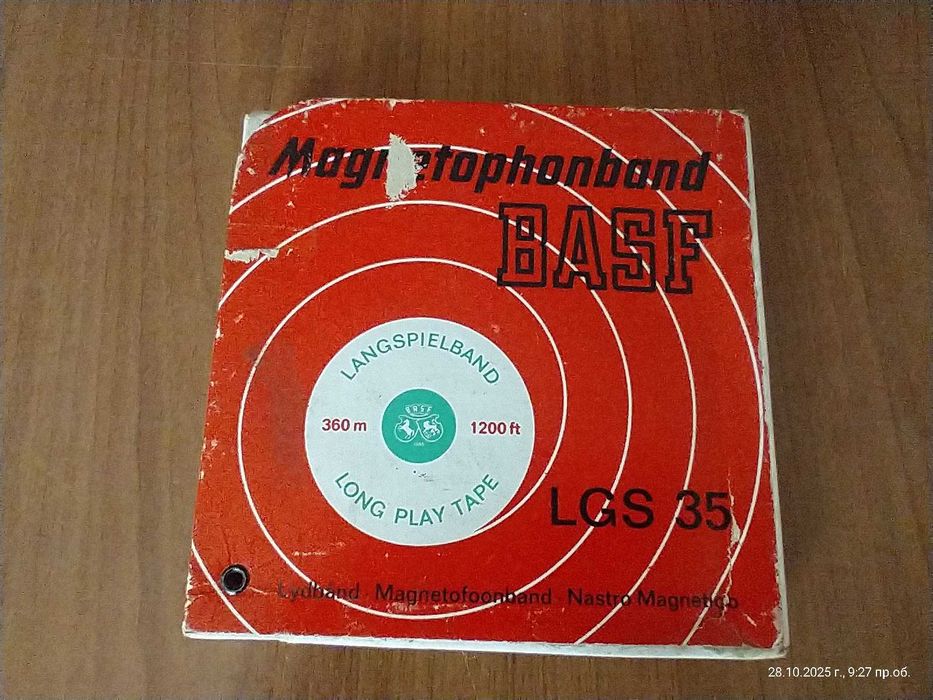 Magnetophonband
BASF
LANGSPIELBAND
BASF
360 m 1200 ft
LONG PLAY TAPE
LGS 35
Lydbånd · Magnetofoonband · Nastro Magnetico
28.10.2025 г., 9:27 пр.об.